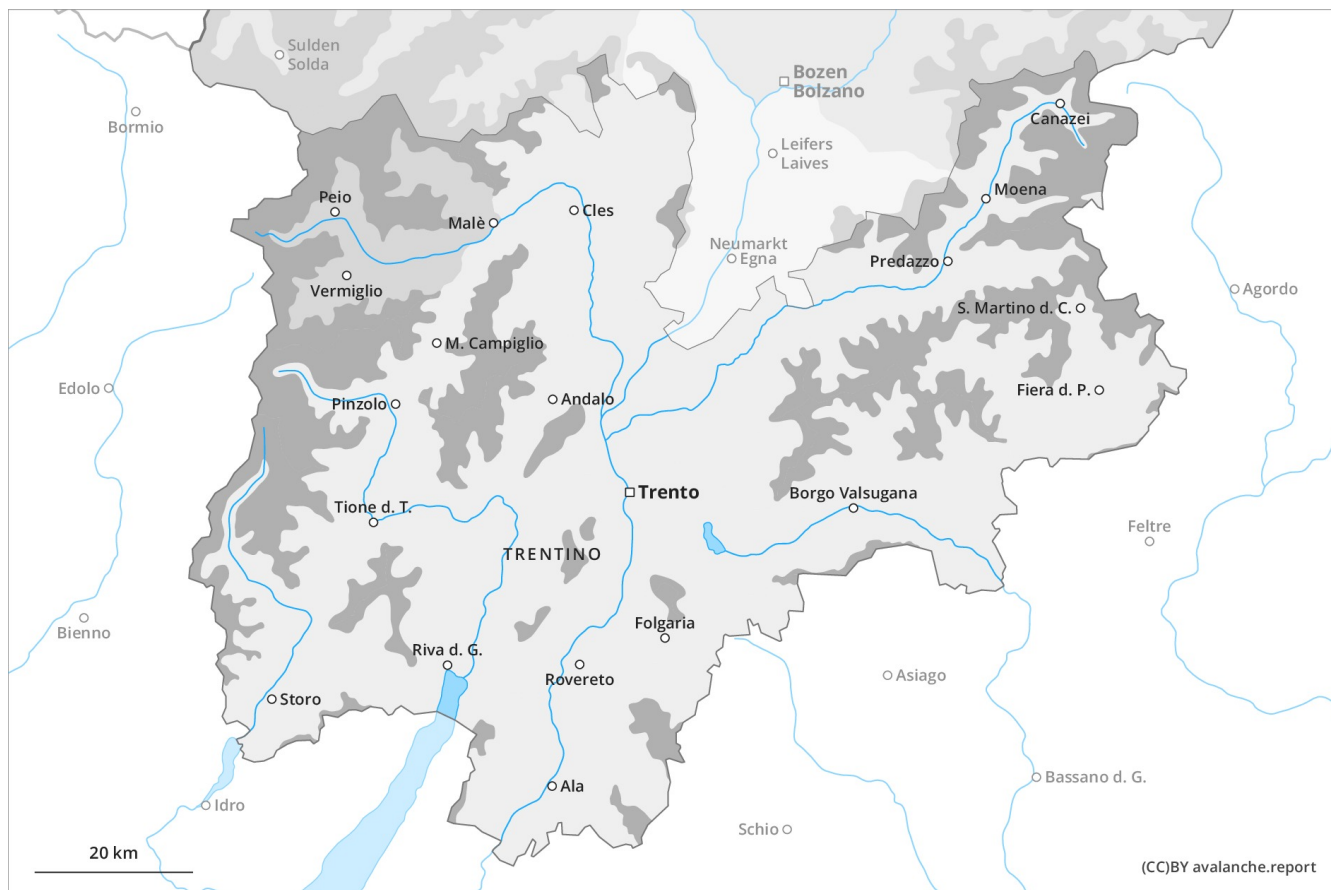 Sulden
Solda
Bozen
Bolzano
Bormio
Canazei
Leifers
Laives
Peio
Moena
Malè
Cles
Neumarkt
Egna
Predazzo
Vermiglio
Agordo
S. Martino d. C.
M. Campiglio
Edolo
Fiera d. P.
Pinzolo
Andalo
Trento
Borgo Valsugana
Tione d. T.
Feltre
TRENTINO
Bienno
Folgaria
Riva d. G.
Asiago
Rovereto
Storo
Bassano d. G.
Ala
Idro
Schio
20 km
(CC)BY avalanche.report